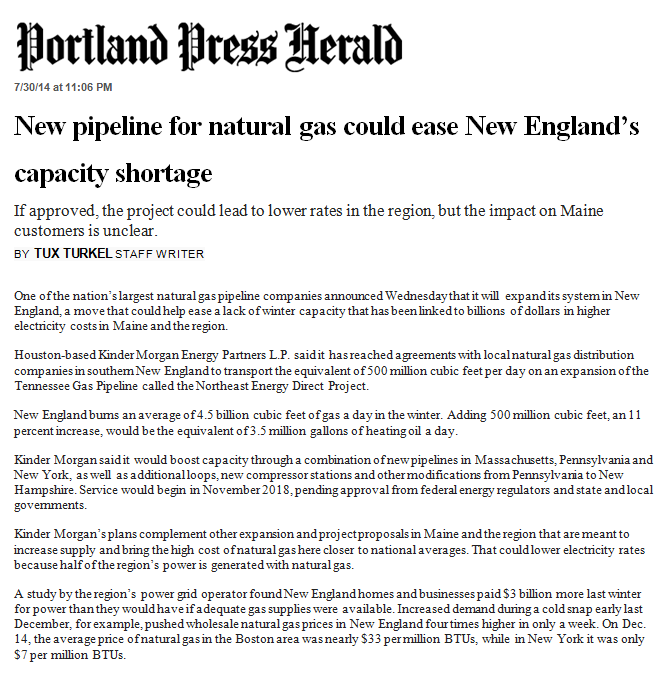 Portland Press Herald
7/30/14 at 11:06 PM
New pipeline for natural gas could ease New England’s
capacity shortage
If approved, the project could lead to lower rates in the region, but the impact on Maine
customers is unclear.
BY TUX TURKEL STAFF WRITER
One of the nation’s largest natural gas pipeline companies announced Wednesday that it will expand its system in New
England, a move that could help ease a lack of winter capacity that has been linked to billions of dollars in higher
electricity costs in Maine and the region.
Houston-based Kinder Morgan Energy Partners L.P. said it has reached agreements with local natural gas distribution
companies in southern New England to transport the equivalent of 500 million cubic feet per day on an expansion of the
Tennessee Gas Pipeline called the Northeast Energy Direct Project.
New England burns an average of 4.5 billion cubic feet of gas a day in the winter. Adding 500 million cubic feet, an 11
percent increase, would be the equivalent of 3.5 million gallons of heating oil a day.
Kinder Morgan said it would boost capacity through a combination of new pipelines in Massachusetts, Pennsylvania and
New York, as well as additional loops, new compressor stations and other modifications from Pennsylvania to New
Hampshire. Service would begin in November 2018, pending approval from federal energy regulators and state and local
governments.
Kinder Morgan’s plans complement other expansion and project proposals in Maine and the region that are meant to
increase supply and bring the high cost of natural gas here closer to national averages. That could lower electricity rates
because half of the region’s power is generated with natural gas.
A study by the region’s power grid operator found New England homes and businesses paid $3 billion more last winter
for power than they would have if adequate gas supplies were available. Increased demand during a cold snap early last
December, for example, pushed wholesale natural gas prices in New England four times higher in only a week. On Dec.
14, the average price of natural gas in the Boston area was nearly $33 per million BTUs, while in New York it was only
$7 per million BTUs.